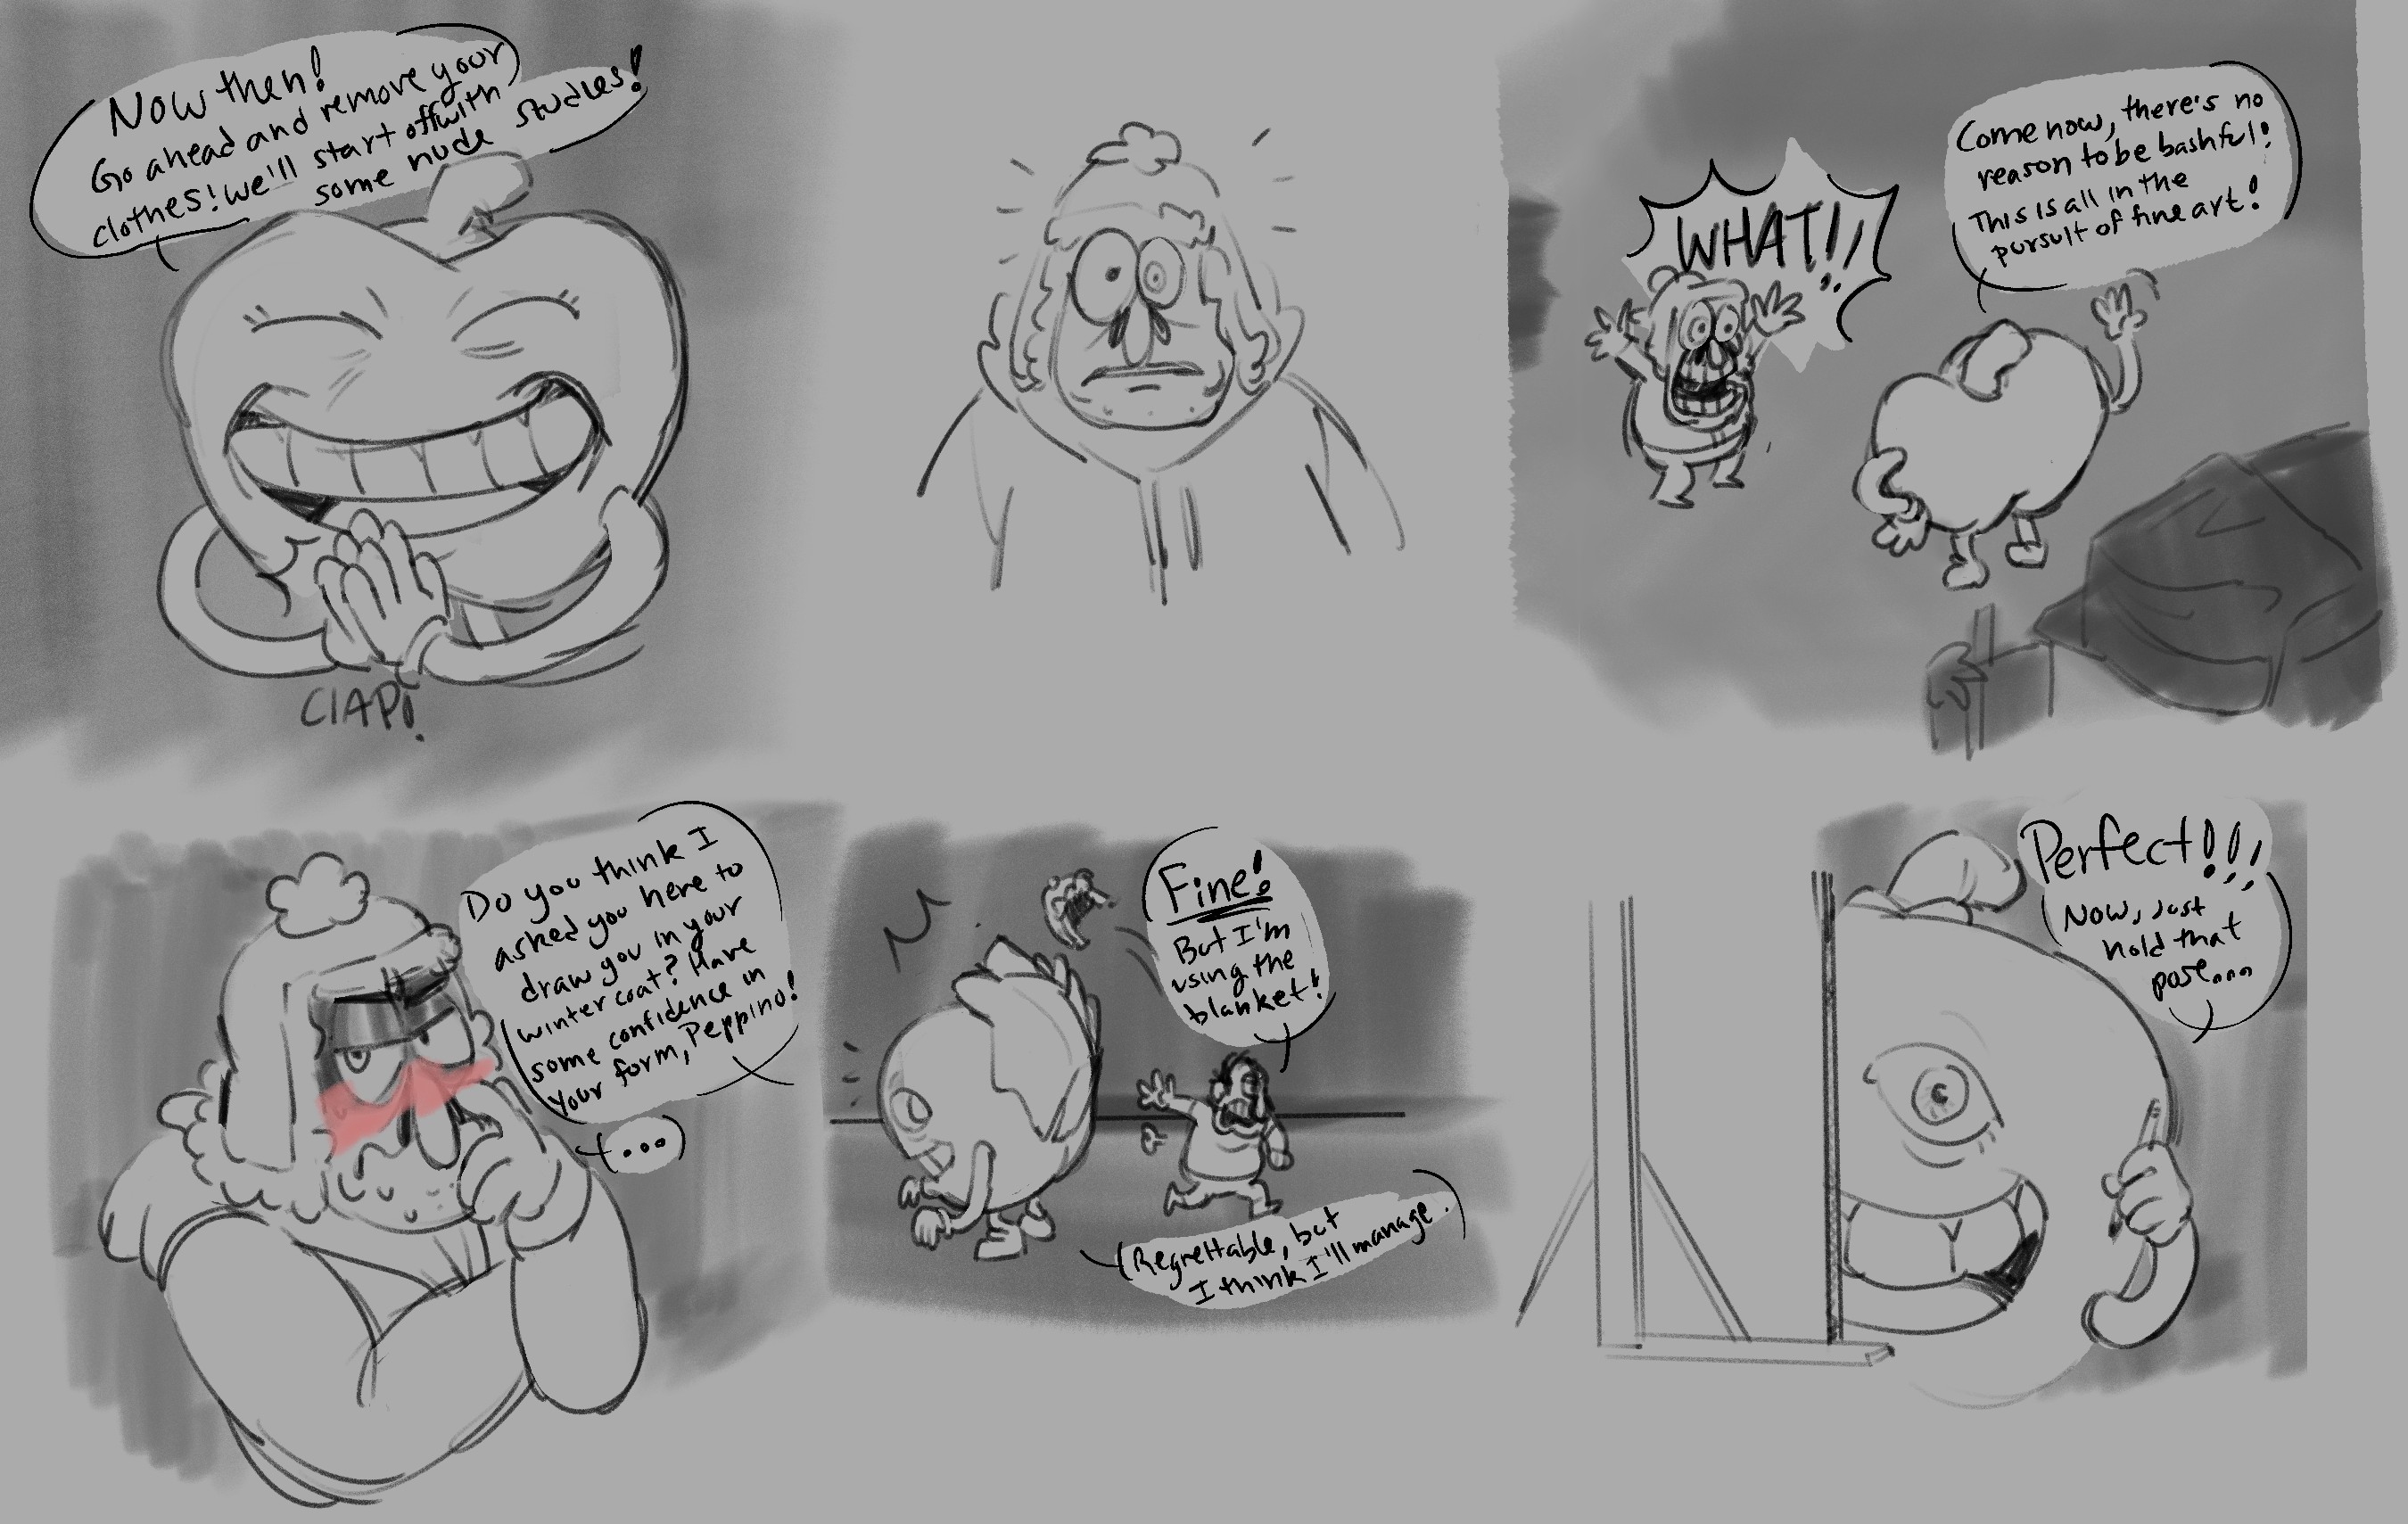 Now then!
Go ahead and remove your
clothes! we'll start off with
some nude studies!
CLAP!
WHAT!!!
Come now, there's no
reason to be bashful!
This is all in the
pursuit of fine art!
Do you think I
asked you here to
draw you in your
winter coat? Have
some confidence in
your form, Peppino!
...
Fine!
But I'm
using the
blanket!
Regrettable, but
I think I'll manage.
Perfect!!!
Now, Just
hold that
pose...